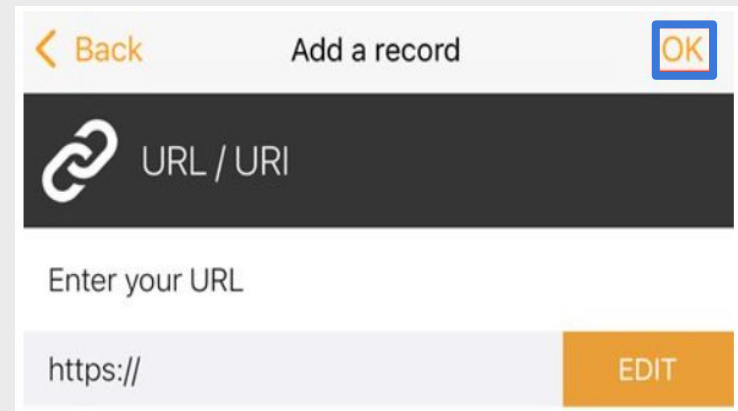 Back Add a record OK
URL / URI
Enter your URL
https:// EDIT